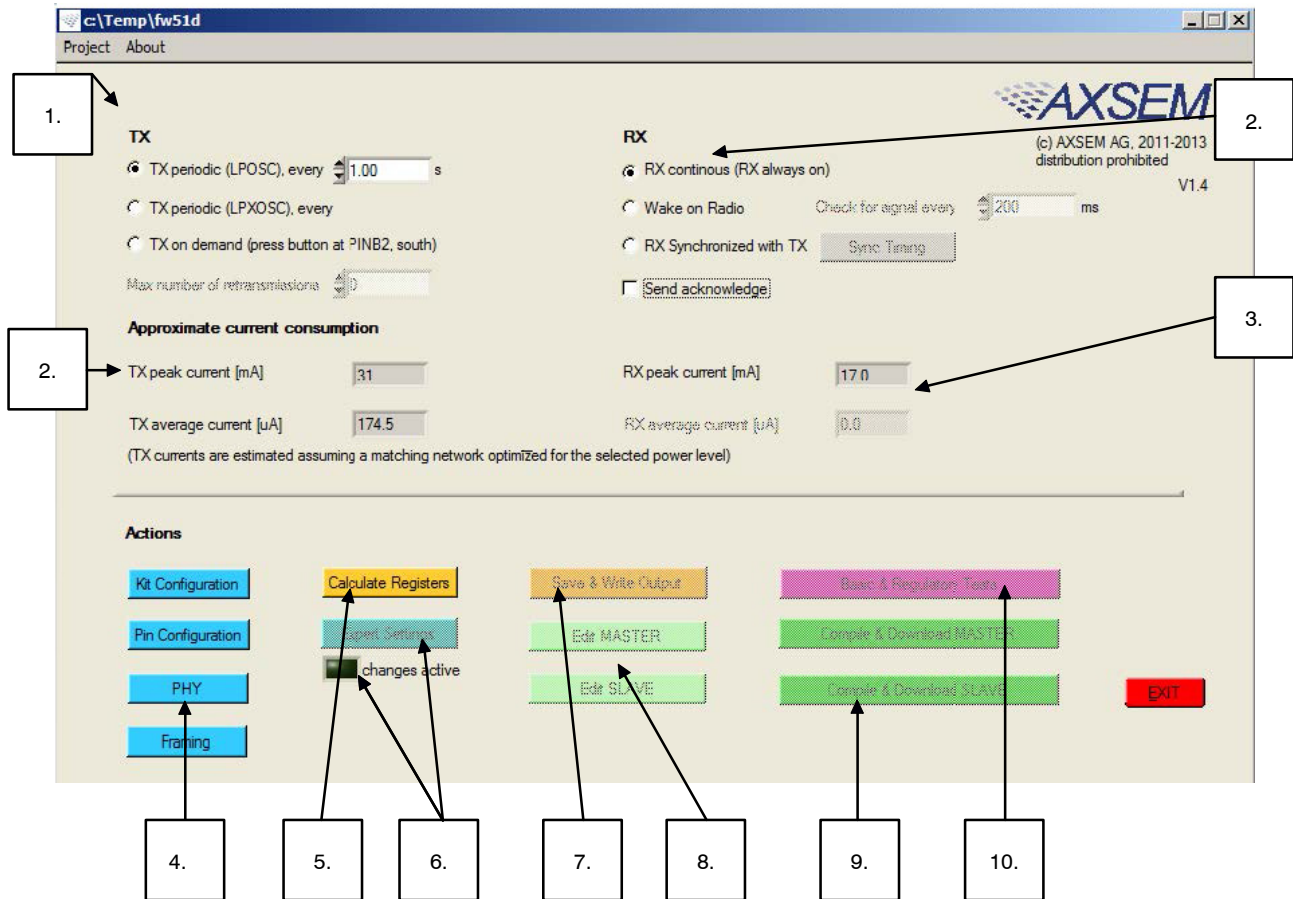 c:\Temp\fw51d
Project About
1.
AXSEM
2.
(c) AXSEM AG, 2011-2013
distribution prohibited
V1.4
TX
TX periodic (LPOSC), every 1.00 s
TX periodic (LPXOSC), every
TX on demand (press button at PINB2, south)
Max number of retransmissions 0
RX
RX continous (RX always on)
Wake on Radio Check for signal every 200 ms
RX Synchronized with TX Sync Timing
Send acknowledge
3.
Approximate current consumption
2.
TX peak current [mA] 31
RX peak current [mA] 17.0
TX average current [uA] 174.5
RX average current [uA] 0.0
(TX currents are estimated assuming a matching network optimized for the selected power level)
Actions
Kit Configuration Calculate Registers Save & Write Output Basic & Regulatory Tests
Pin Configuration Expert Settings Edit MASTER Compile & Download MASTER
changes active
PHY Edit SLAVE Compile & Download SLAVE EXIT
Framing
4. 5. 6. 7. 8. 9. 10.